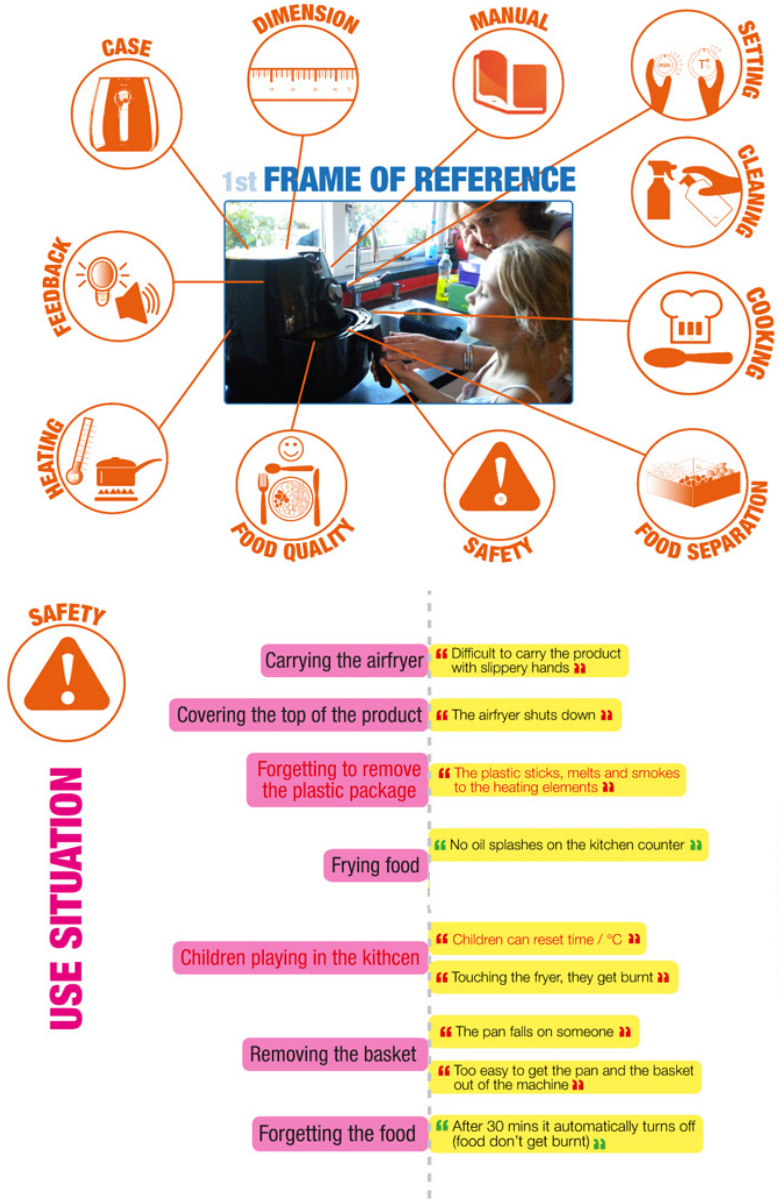 CASE
DIMENSION
MANUAL
SETTING
min
T°
CLEANING
1st FRAME OF REFERENCE
FEEDBACK
COOKING
HEATING
FOOD QUALITY
SAFETY
FOOD SEPARATION
SAFETY
USE SITUATION
Carrying the airfryer
“ Difficult to carry the product
with slippery hands ”
Covering the top of the product
“ The airfryer shuts down ”
Forgetting to remove
the plastic package
“ The plastic sticks, melts and smokes
to the heating elements ”
Frying food
“ No oil splashes on the kitchen counter ”
Children playing in the kithcen
“ Children can reset time / °C ”
“ Touching the fryer, they get burnt ”
Removing the basket
“ The pan falls on someone ”
“ Too easy to get the pan and the basket
out of the machine ”
Forgetting the food
“ After 30 mins it automatically turns off
(food don't get burnt) ”